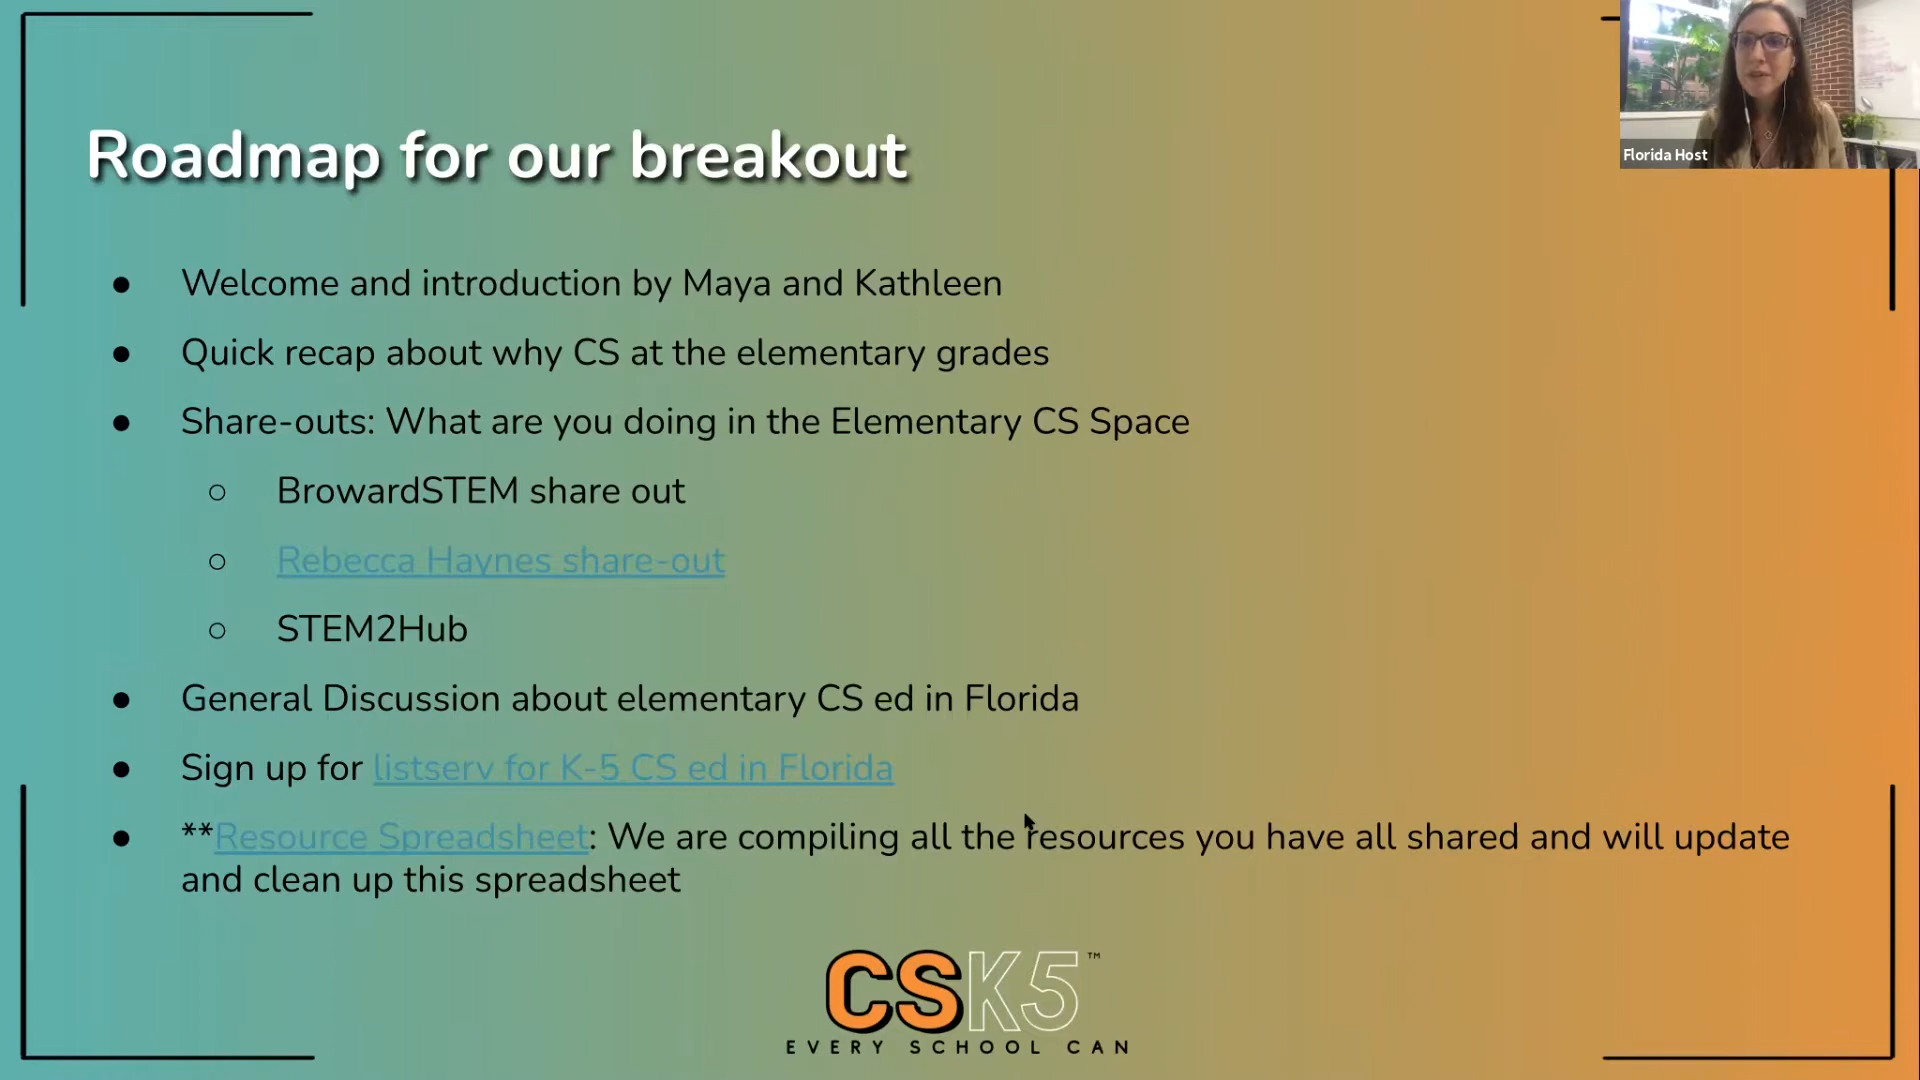 Florida Host
Roadmap for our breakout
● Welcome and introduction by Maya and Kathleen
● Quick recap about why CS at the elementary grades
● Share-outs: What are you doing in the Elementary CS Space
○ BrowardSTEM share out
○ Rebecca Haynes share-out
○ STEM2Hub
● General Discussion about elementary CS ed in Florida
● Sign up for listserv for K-5 CS ed in Florida
● **Resource Spreadsheet: We are compiling all the resources you have all shared and will update
and clean up this spreadsheet
CSK5™
EVERY SCHOOL CAN